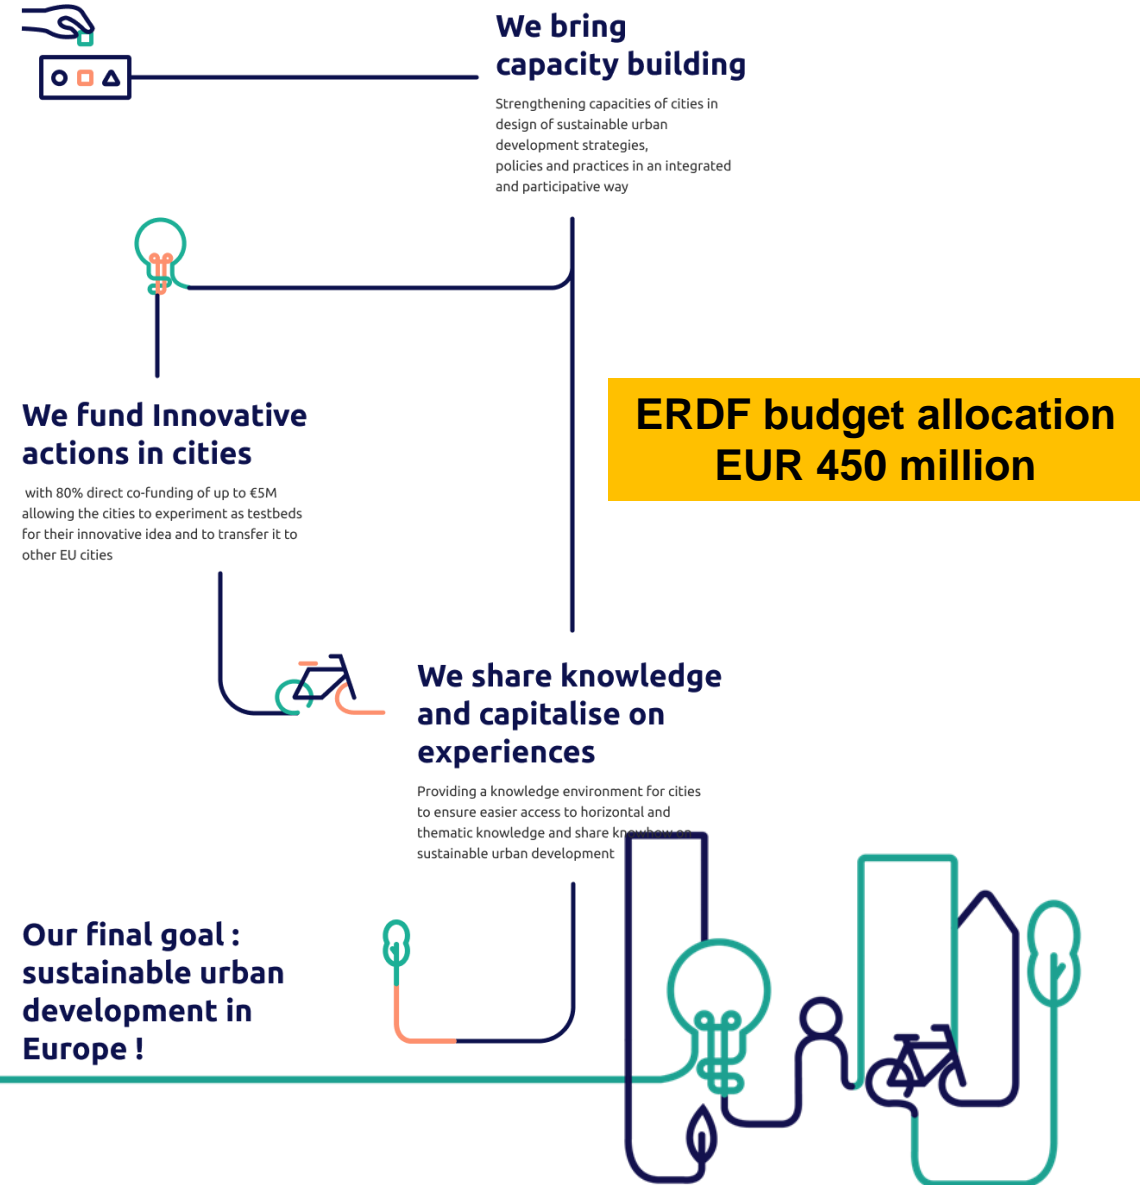 We bring
capacity building
Strengthening capacities of cities in
design of sustainable urban
development strategies,
policies and practices in an integrated
and participative way
We fund Innovative
actions in cities
with 80% direct co-funding of up to €5M
allowing the cities to experiment as testbeds
for their innovative idea and to transfer it to
other EU cities
ERDF budget allocation
EUR 450 million
We share knowledge
and capitalise on
experiences
Providing a knowledge environment for cities
to ensure easier access to horizontal and
thematic knowledge and share knowhow on
sustainable urban development
Our final goal :
sustainable urban
development in
Europe !